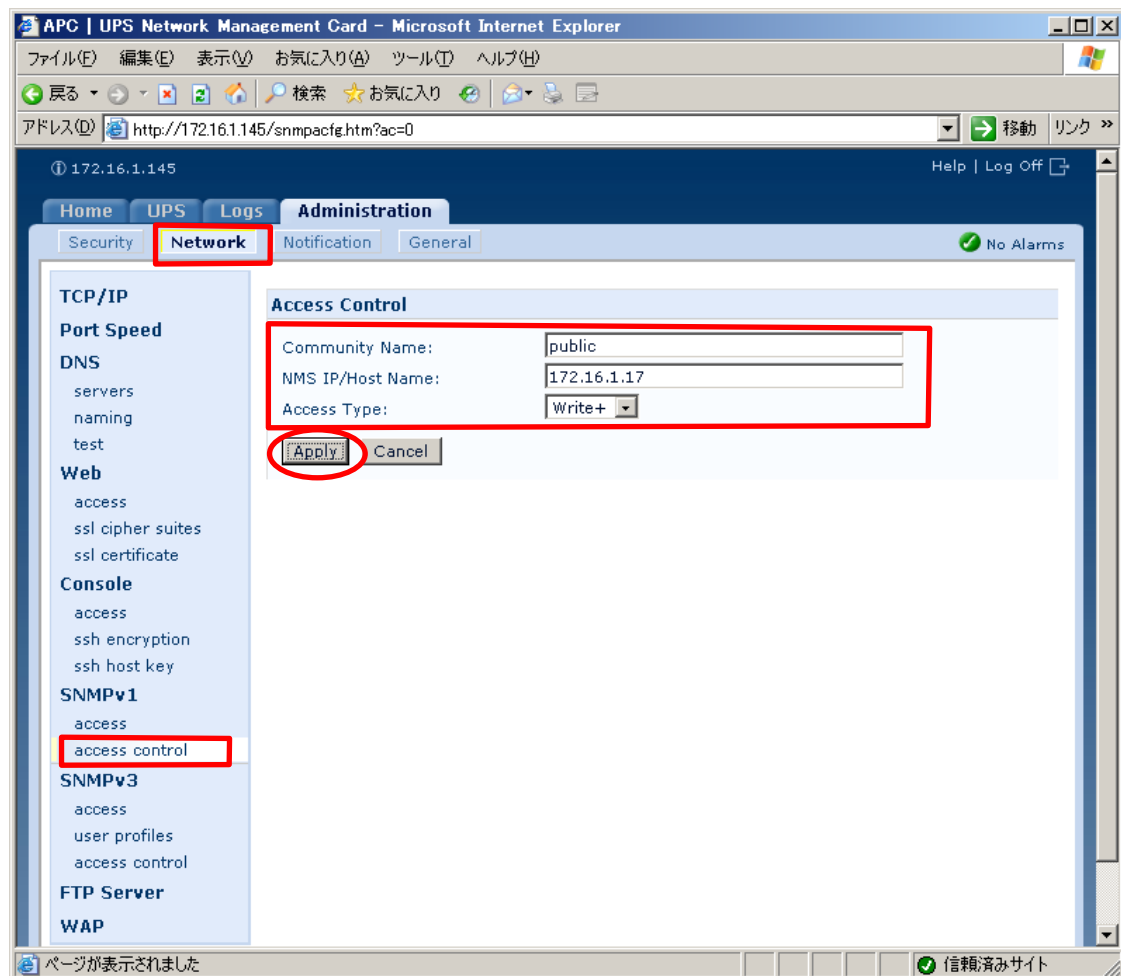 APC | UPS Network Management Card - Microsoft Internet Explorer
ファイル(F) 編集(E) 表示(V) お気に入り(A) ツール(T) ヘルプ(H)
戻る 検索 お気に入り
アドレス(D) http://172.16.1.145/snmpacfg.htm?ac=0 移動 リンク »
172.16.1.145 Help | Log Off
Home UPS Logs Administration
Security Network Notification General No Alarms
TCP/IP
Port Speed
DNS
servers
naming
test
Web
access
ssl cipher suites
ssl certificate
Console
access
ssh encryption
ssh host key
SNMPv1
access
access control
SNMPv3
access
user profiles
access control
FTP Server
WAP
Access Control
Community Name: public
NMS IP/Host Name: 172.16.1.17
Access Type: Write+
Apply Cancel
ページが表示されました 信頼済みサイト